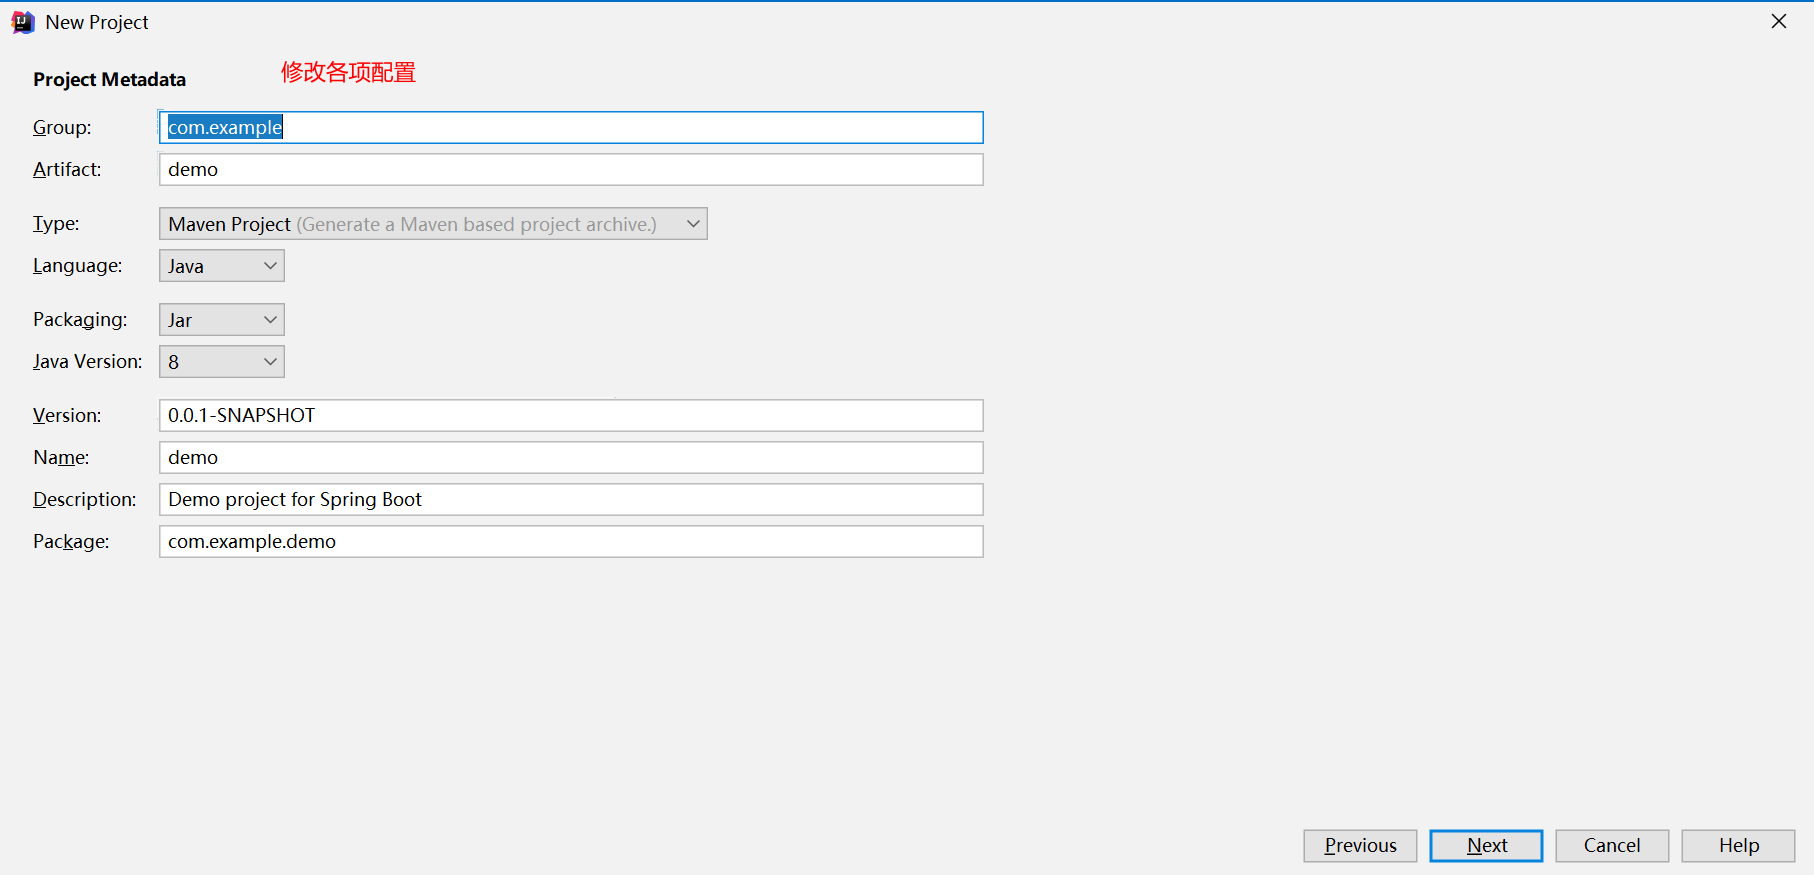 New Project
Project Metadata 修改各项配置
Group: com.example
Artifact: demo
Type: Maven Project (Generate a Maven based project archive.)
Language: Java
Packaging: Jar
Java Version: 8
Version: 0.0.1-SNAPSHOT
Name: demo
Description: Demo project for Spring Boot
Package: com.example.demo
Previous Next Cancel Help